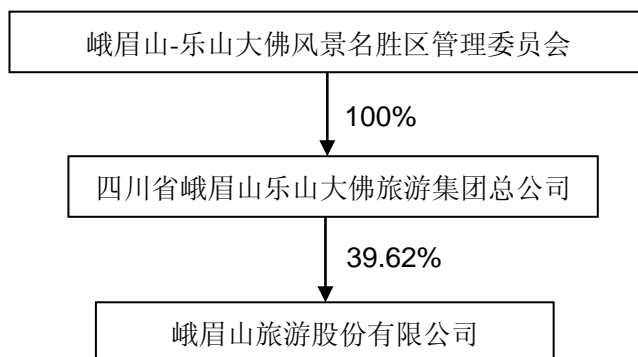 峨眉山-乐山大佛风景名胜区管理委员会
100%
四川省峨眉山乐山大佛旅游集团总公司
39.62%
峨眉山旅游股份有限公司